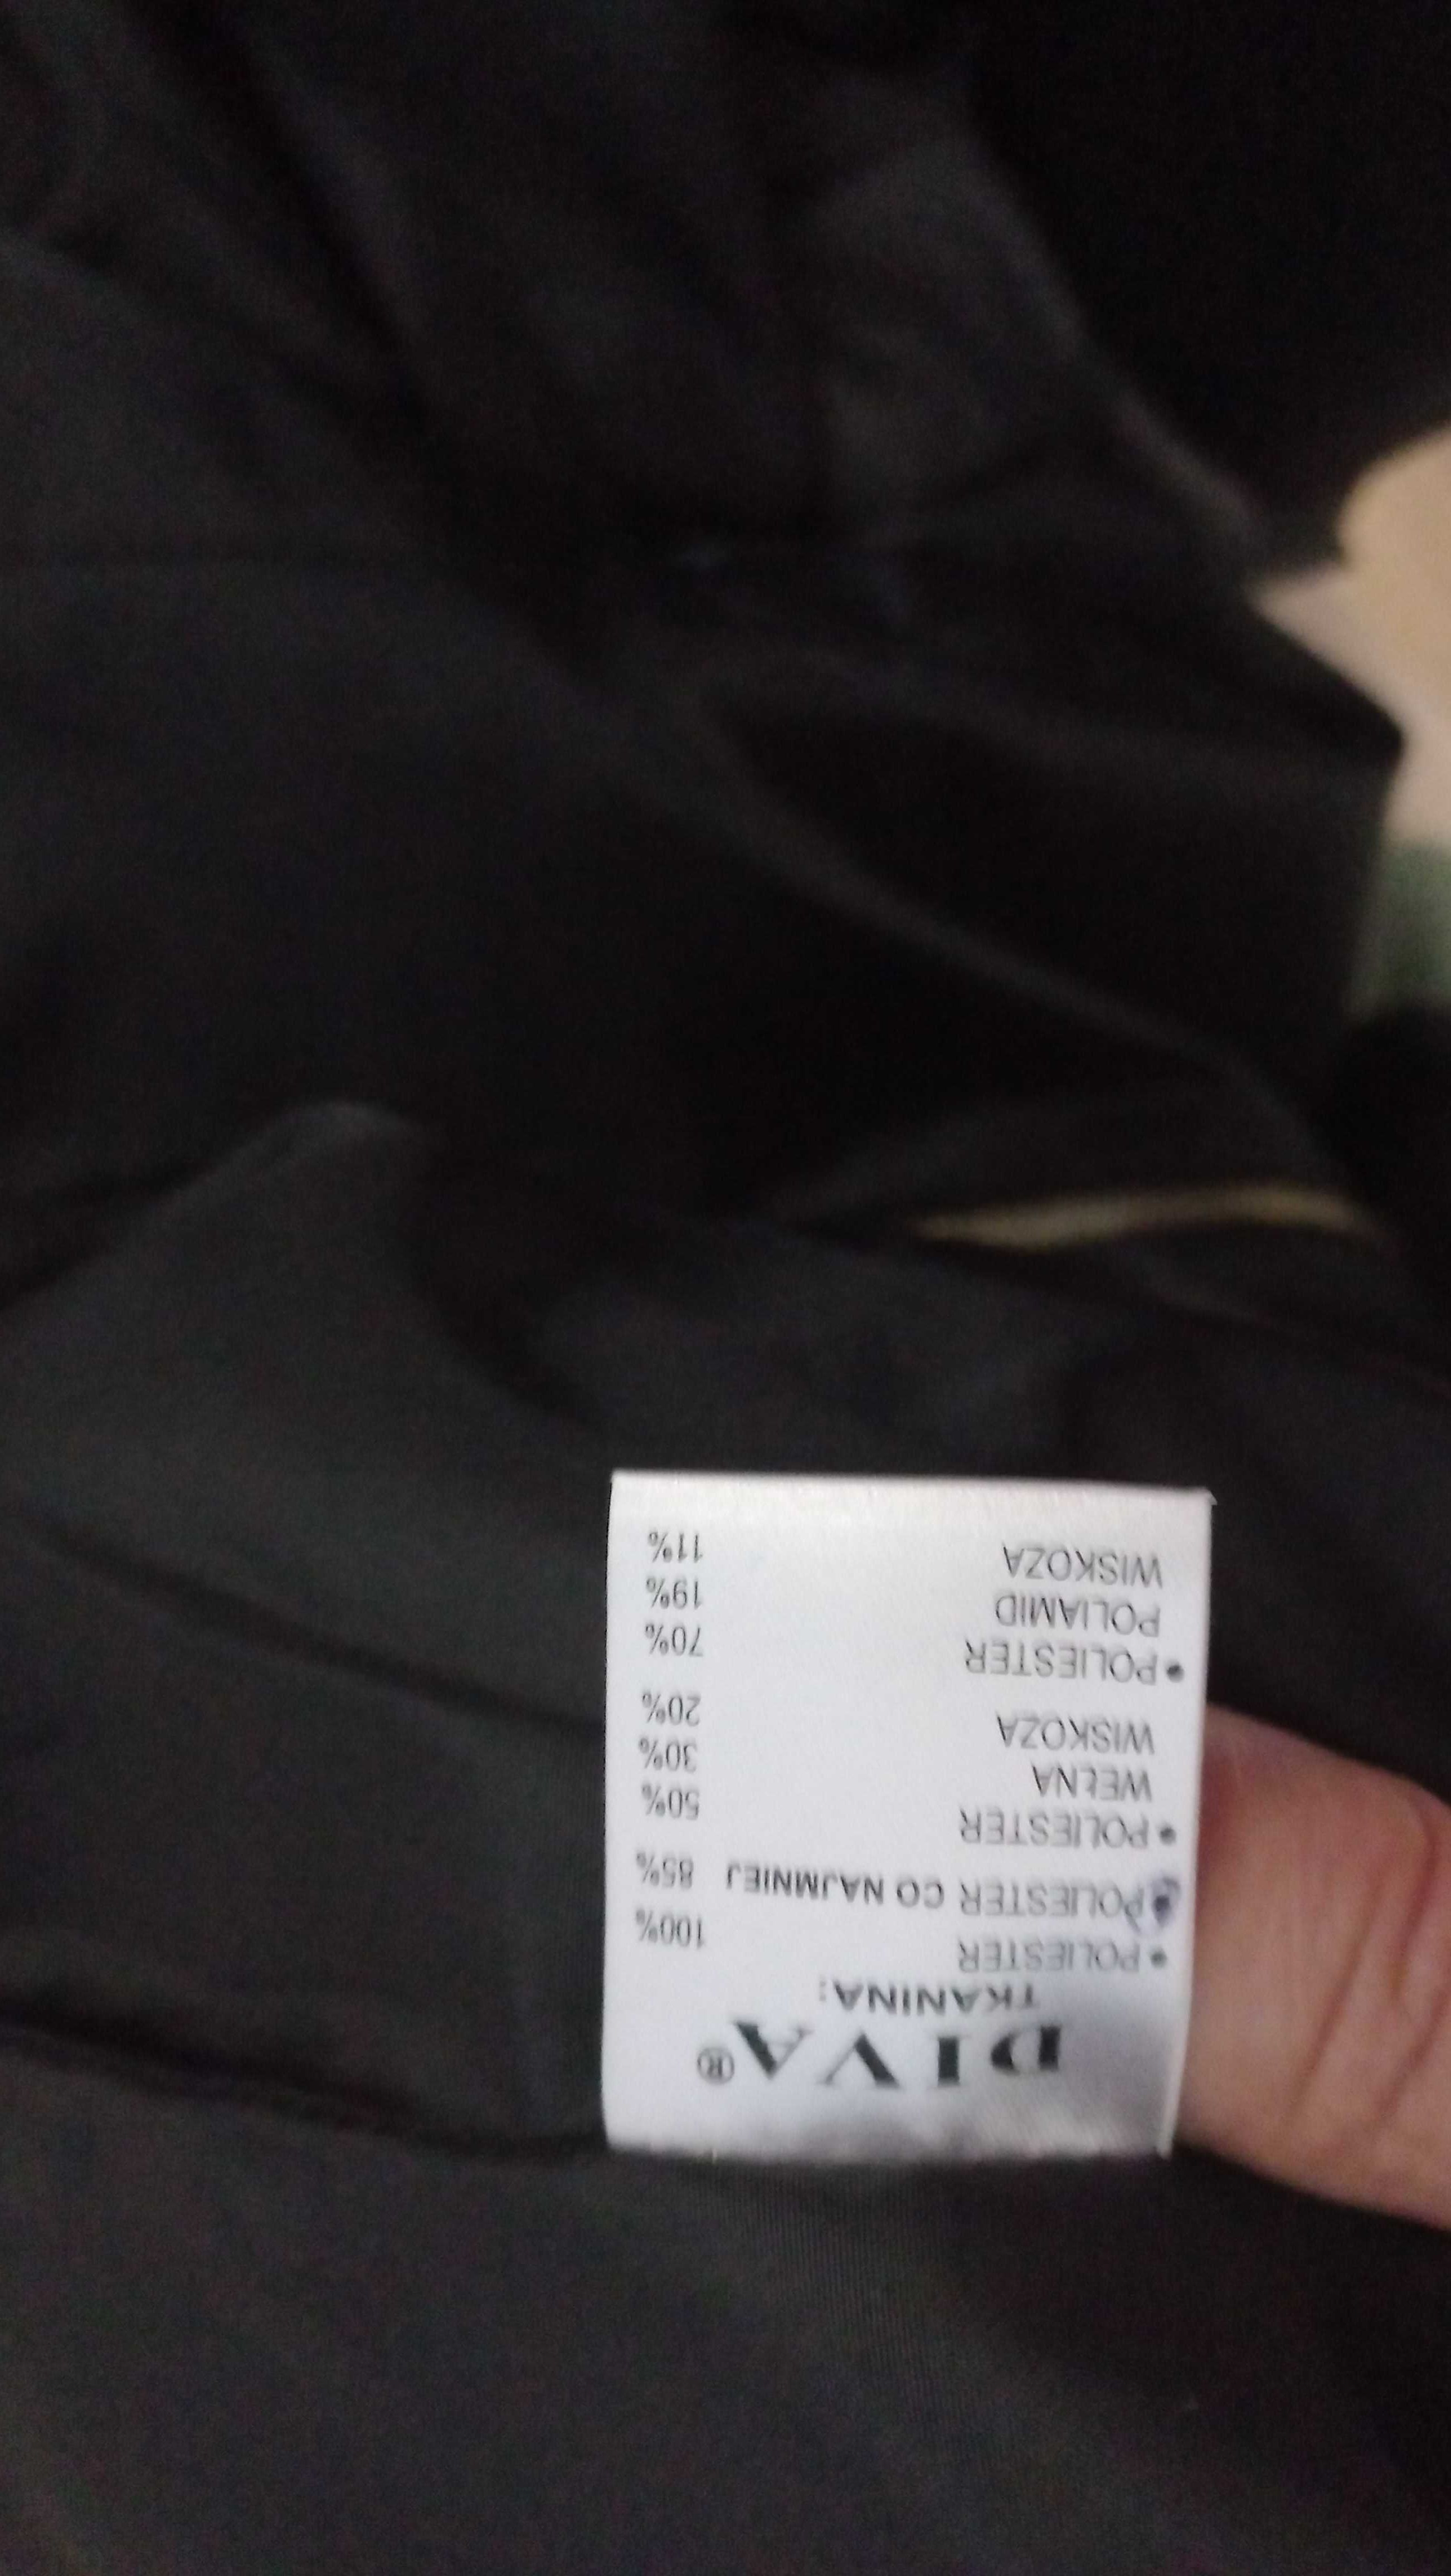 DIVA®
TKANINA:
• POLIESTER 100%
• POLIESTER CO NAJMNIEJ 85%
• POLIESTER 50%
WEŁNA 30%
WISKOZA 20%
• POLIESTER 70%
POLIAMID 19%
WISKOZA 11%